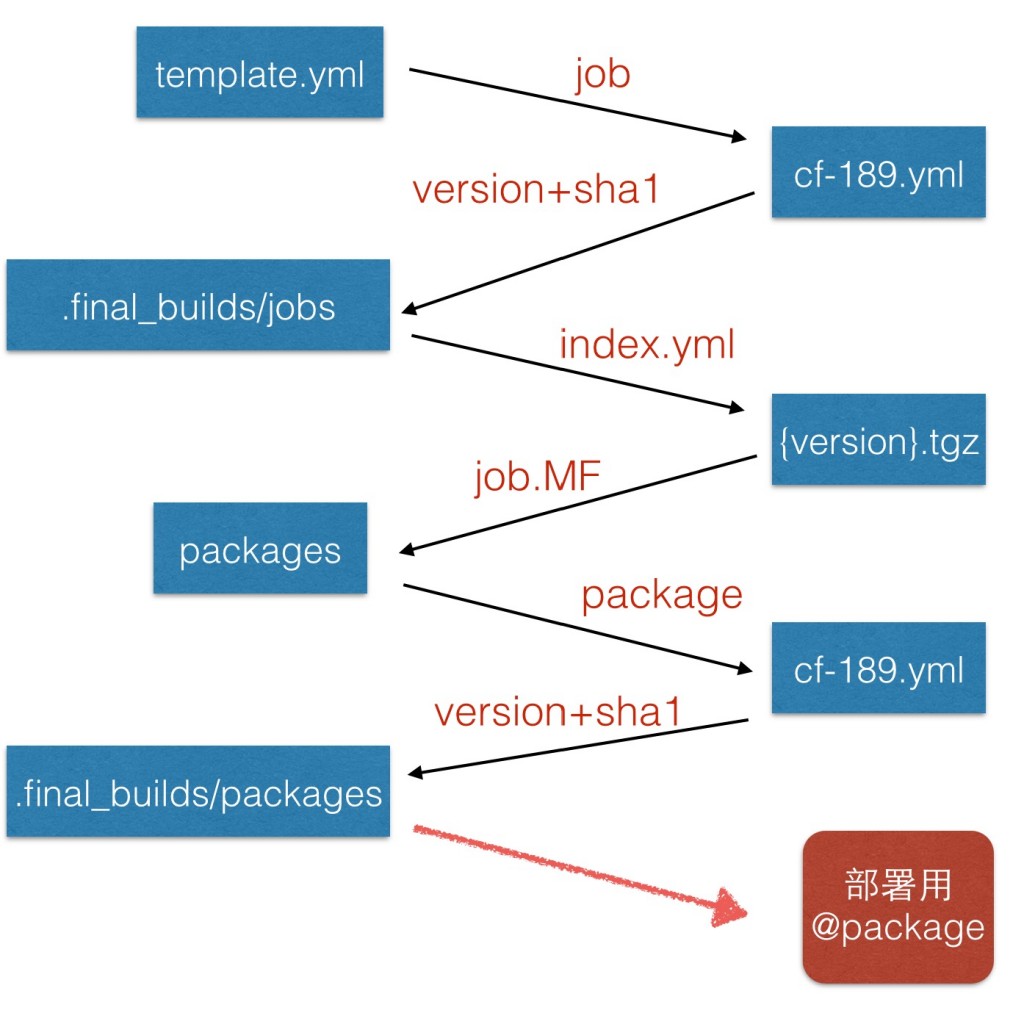 template.yml
job
cf-189.yml
version+sha1
.final_builds/jobs
index.yml
{version}.tgz
job.MF
packages
package
cf-189.yml
version+sha1
.final_builds/packages
部署用
@package